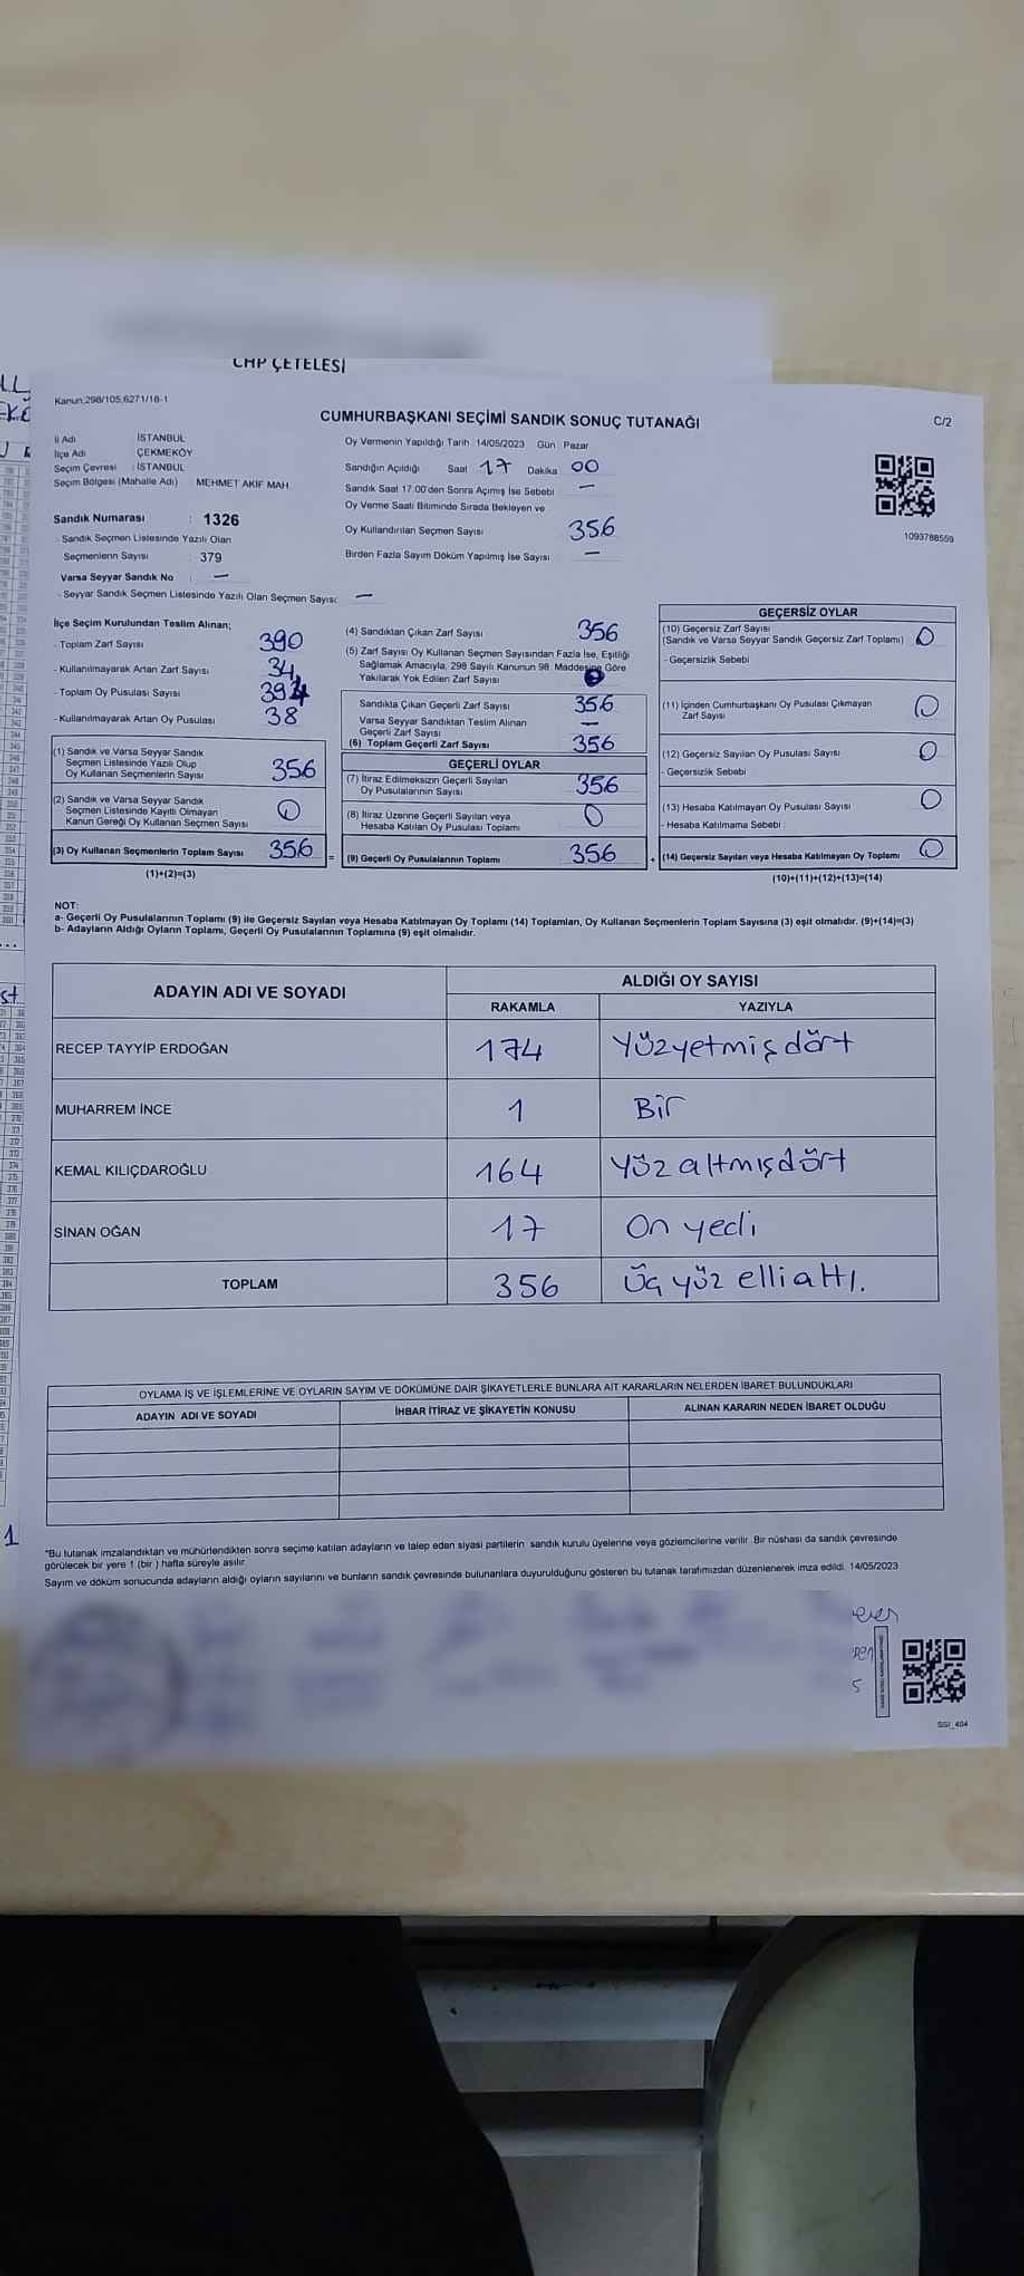 CHP ÇETELESİ
Kanun;298/105,6271/18-1
CUMHURBAŞKANI SEÇİMİ SANDIK SONUÇ TUTANAĞI
C/2
İl Adı İSTANBUL
İlçe Adı ÇEKMEKÖY
Seçim Çevresi : İSTANBUL
Seçim Bölgesi (Mahalle Adı) MEHMET AKİF MAH.
Sandık Numarası : 1326
- Sandık Seçmen Listesinde Yazılı Olan
Seçmenlerin Sayısı : 379
Varsa Seyyar Sandık No : —
- Seyyar Sandık Seçmen Listesinde Yazılı Olan Seçmen Sayısı: —
Oy Vermenin Yapıldığı Tarih : 14/05/2023 Gün : Pazar
Sandığın Açıldığı Saat 17 Dakika 00
Sandık Saat 17.00'den Sonra Açılmış İse Sebebi —
Oy Verme Saati Bitiminde Sırada Bekleyen ve
Oy Kullandırılan Seçmen Sayısı 356
Birden Fazla Sayım Döküm Yapılmış İse Sayısı —
1093788559
İlçe Seçim Kurulundan Teslim Alınan;
- Toplam Zarf Sayısı 390
- Kullanılmayarak Artan Zarf Sayısı 34
- Toplam Oy Pusulası Sayısı 394
- Kullanılmayarak Artan Oy Pusulası 38
(1) Sandık ve Varsa Seyyar Sandık
Seçmen Listesinde Yazılı Olup
Oy Kullanan Seçmenlerin Sayısı 356
(2) Sandık ve Varsa Seyyar Sandık
Seçmen Listesinde Kayıtlı Olmayan
Kanun Gereği Oy Kullanan Seçmen Sayısı 0
(3) Oy Kullanan Seçmenlerin Toplam Sayısı 356 =
(1)+(2)=(3)
(4) Sandıktan Çıkan Zarf Sayısı 356
(5) Zarf Sayısı Oy Kullanan Seçmen Sayısından Fazla İse, Eşitliği
Sağlamak Amacıyla, 298 Sayılı Kanunun 98. Maddesine Göre
Yakılarak Yok Edilen Zarf Sayısı
Sandıkta Çıkan Geçerli Zarf Sayısı 356
Varsa Seyyar Sandıktan Teslim Alınan
Geçerli Zarf Sayısı —
(6) Toplam Geçerli Zarf Sayısı 356
GEÇERLİ OYLAR
(7) İtiraz Edilmeksizin Geçerli Sayılan
Oy Pusulalarının Sayısı 356
(8) İtiraz Üzerine Geçerli Sayılan veya
Hesaba Katılan Oy Pusulası Toplamı 0
(9) Geçerli Oy Pusulalarının Toplamı 356 +
GEÇERSİZ OYLAR
(10) Geçersiz Zarf Sayısı
(Sandık ve Varsa Seyyar Sandık Geçersiz Zarf Toplamı) 0
- Geçersizlik Sebebi
(11) İçinden Cumhurbaşkanı Oy Pusulası Çıkmayan
Zarf Sayısı 0
(12) Geçersiz Sayılan Oy Pusulası Sayısı 0
- Geçersizlik Sebebi
(13) Hesaba Katılmayan Oy Pusulası Sayısı 0
- Hesaba Katılmama Sebebi :
(14) Geçersiz Sayılan veya Hesaba Katılmayan Oy Toplamı 0
(10)+(11)+(12)+(13)=(14)
NOT:
a- Geçerli Oy Pusulalarının Toplamı (9) ile Geçersiz Sayılan veya Hesaba Katılmayan Oy Toplamı (14) Toplamları, Oy Kullanan Seçmenlerin Toplam Sayısına (3) eşit olmalıdır. (9)+(14)=(3)
b- Adayların Aldığı Oyların Toplamı, Geçerli Oy Pusulalarının Toplamına (9) eşit olmalıdır.
ADAYIN ADI VE SOYADI
ALDIĞI OY SAYISI
RAKAMLA YAZIYLA
RECEP TAYYİP ERDOĞAN 174 Yüzyetmişdört
MUHARREM İNCE 1 Bir
KEMAL KILIÇDAROĞLU 164 Yüz altmışdört
SİNAN OĞAN 17 On yedi
TOPLAM 356 Üç yüz elli altı.
OYLAMA İŞ VE İŞLEMLERİNE VE OYLARIN SAYIM VE DÖKÜMÜNE DAİR ŞİKAYETLERLE BUNLARA AİT KARARLARIN NELERDEN İBARET BULUNDUKLARI
ADAYIN ADI VE SOYADI İHBAR İTİRAZ VE ŞİKAYETİN KONUSU ALINAN KARARIN NEDEN İBARET OLDUĞU
*Bu tutanak imzalandıktan ve mühürlendikten sonra seçime katılan adayların ve talep eden siyasi partilerin sandık kurulu üyelerine veya gözlemcilerine verilir. Bir nüshası da sandık çevresinde
görülecek bir yere 1 (bir) hafta süreyle asılır.
Sayım ve döküm sonucunda adayların aldığı oyların sayılarını ve bunların sandık çevresinde bulunanlara duyurulduğunu gösteren bu tutanak tarafımızdan düzenlenerek imza edildi. 14/05/2023